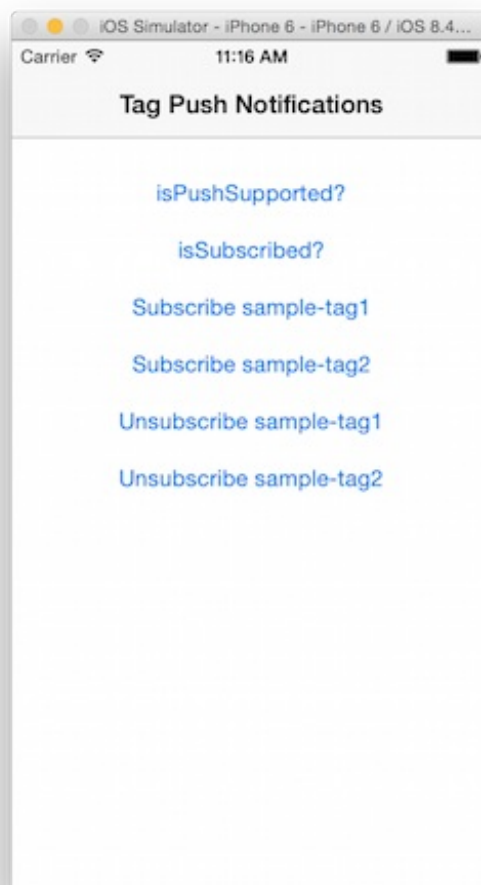 iOS Simulator - iPhone 6 - iPhone 6 / iOS 8.4...
Carrier 11:16 AM
Tag Push Notifications
isPushSupported?
isSubscribed?
Subscribe sample-tag1
Subscribe sample-tag2
Unsubscribe sample-tag1
Unsubscribe sample-tag2